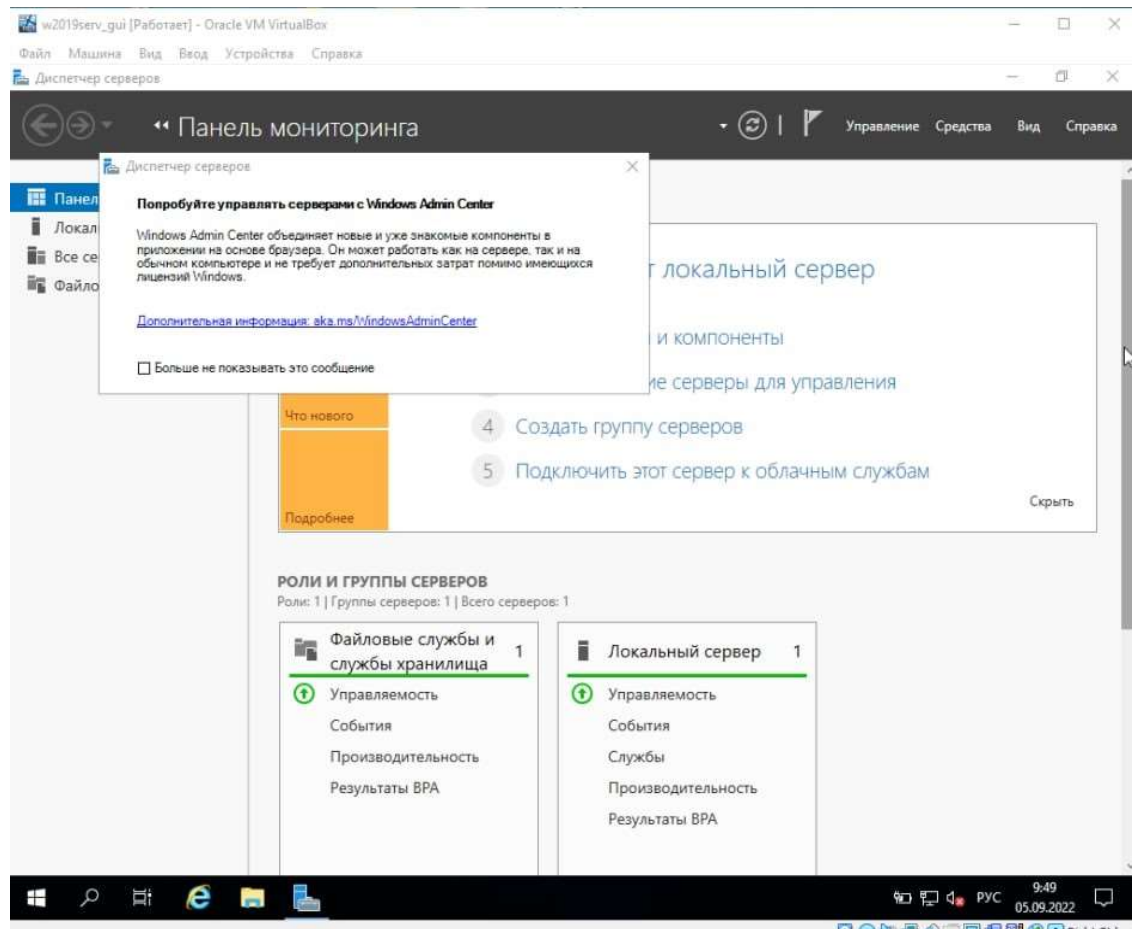 w2019serv_gui [Работает] - Oracle VM VirtualBox
Файл Машина Вид Ввод Устройства Справка
Диспетчер серверов
Панель мониторинга
Управление Средства Вид Справка
Диспетчер серверов
Попробуйте управлять серверами с Windows Admin Center
Windows Admin Center объединяет новые и уже знакомые компоненты в
приложении на основе браузера. Он может работать как на сервере, так и на
обычном компьютере и не требует дополнительных затрат помимо имеющихся
лицензий Windows.
Дополнительная информация: aka.ms/WindowsAdminCenter
Больше не показывать это сообщение
Панел
Локал
Все се
Файло
локальный сервер
и компоненты
серверы для управления
Что нового
4 Создать группу серверов
5 Подключить этот сервер к облачным службам
Подробнее
Скрыть
РОЛИ И ГРУППЫ СЕРВЕРОВ
Роли: 1 | Группы серверов: 1 | Всего серверов: 1
Файловые службы и
службы хранилища 1
Управляемость
События
Производительность
Результаты BPA
Локальный сервер 1
Управляемость
События
Службы
Производительность
Результаты BPA
РУС
9:49
05.09.2022